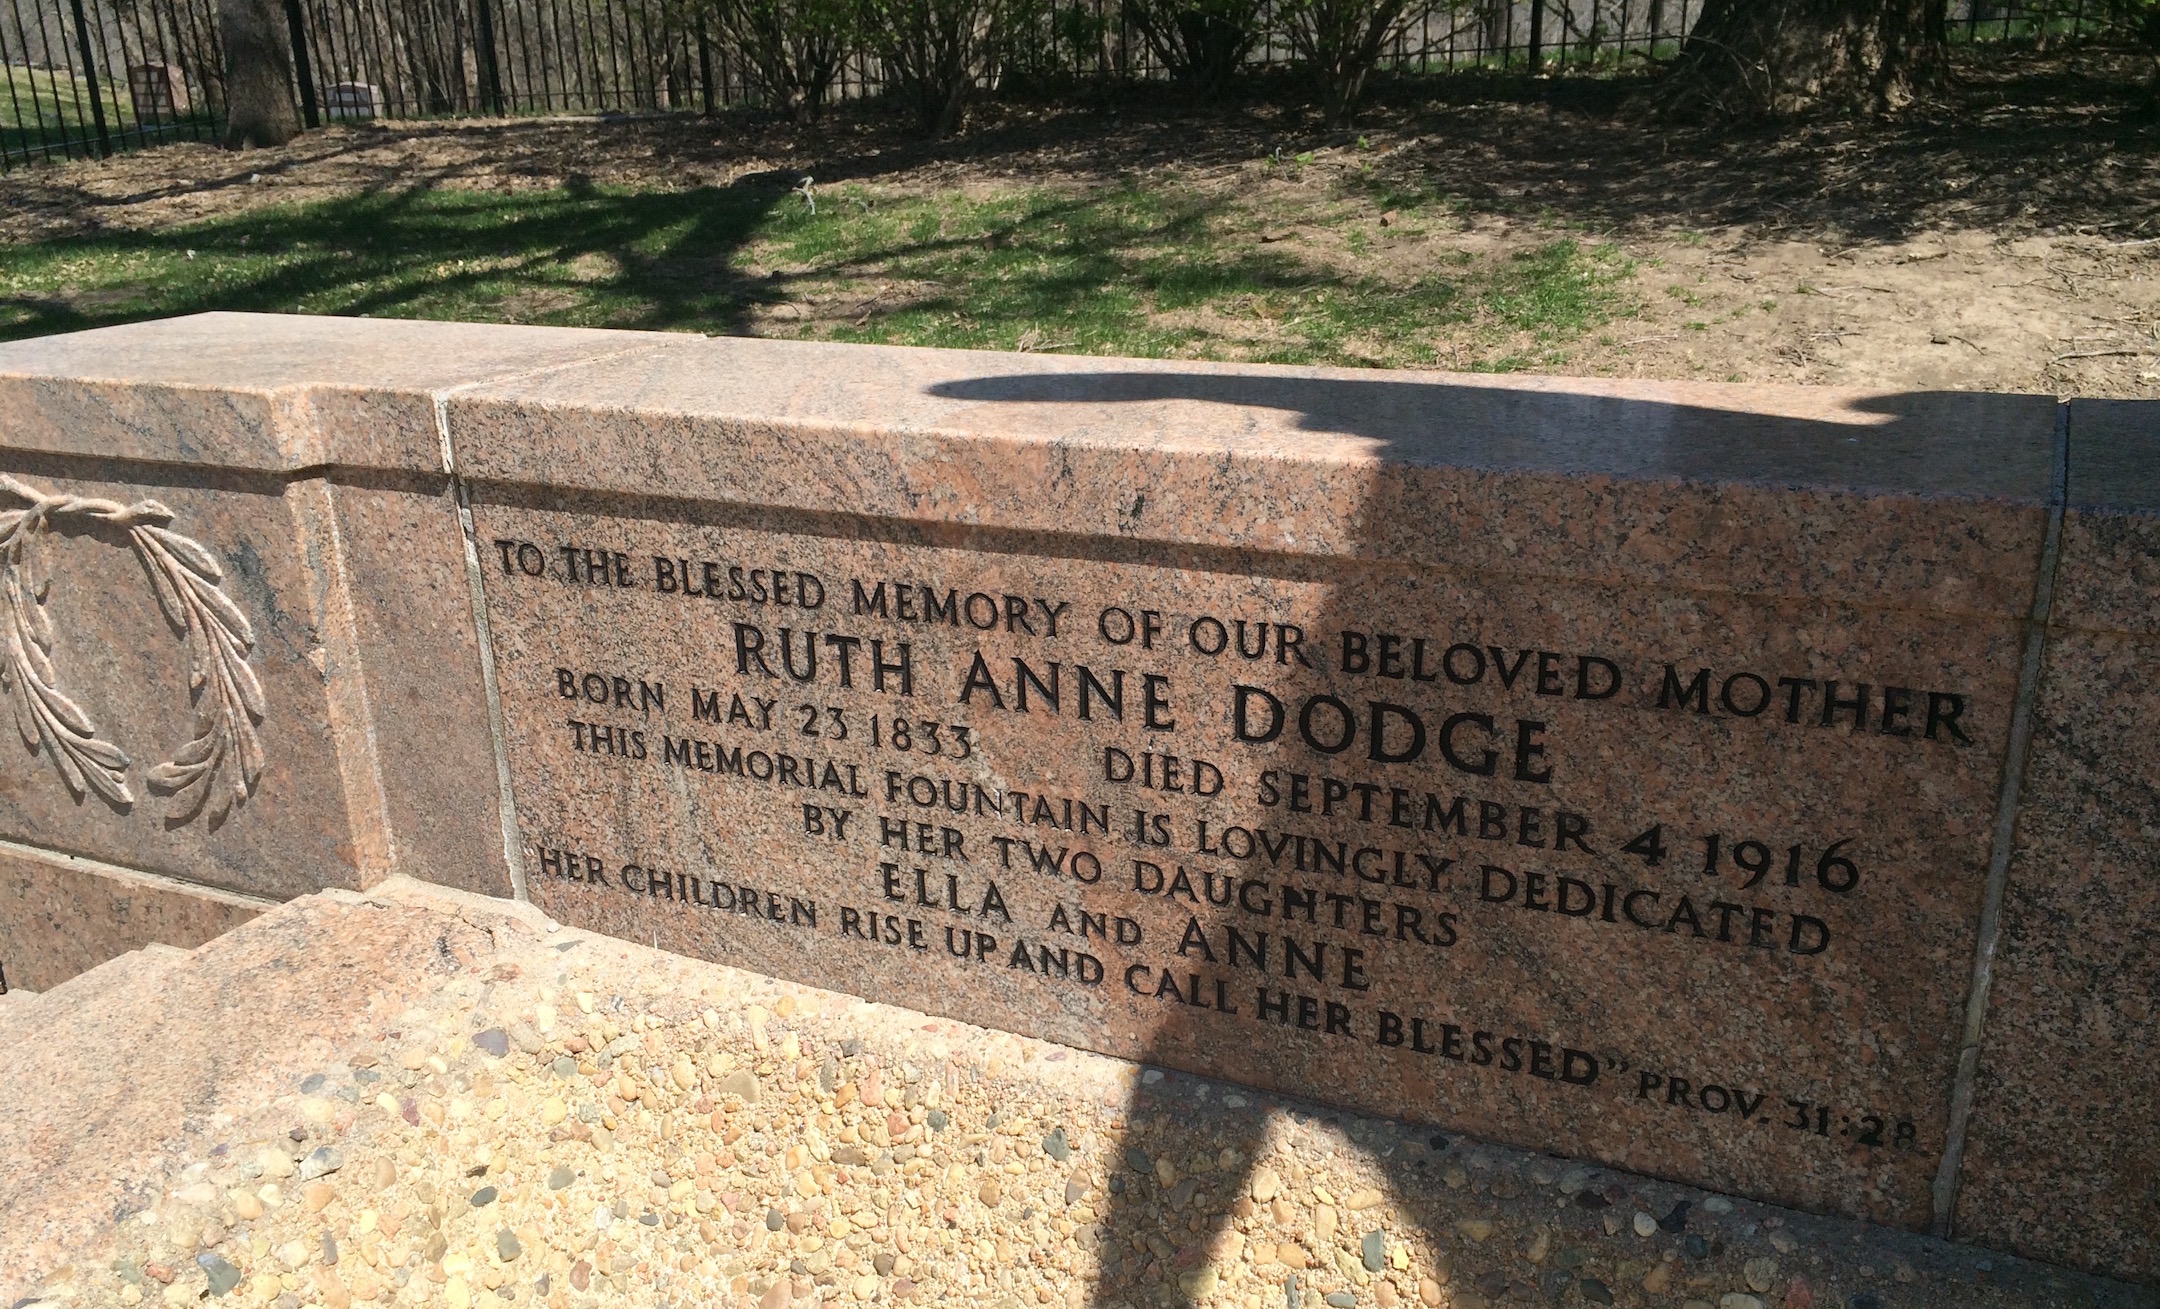 TO THE BLESSED MEMORY OF OUR BELOVED MOTHER
RUTH ANNE DODGE
BORN MAY 23 1833 DIED SEPTEMBER 4 1916
THIS MEMORIAL FOUNTAIN IS LOVINGLY DEDICATED
BY HER TWO DAUGHTERS
ELLA AND ANNE
"HER CHILDREN RISE UP AND CALL HER BLESSED" PROV. 31:28